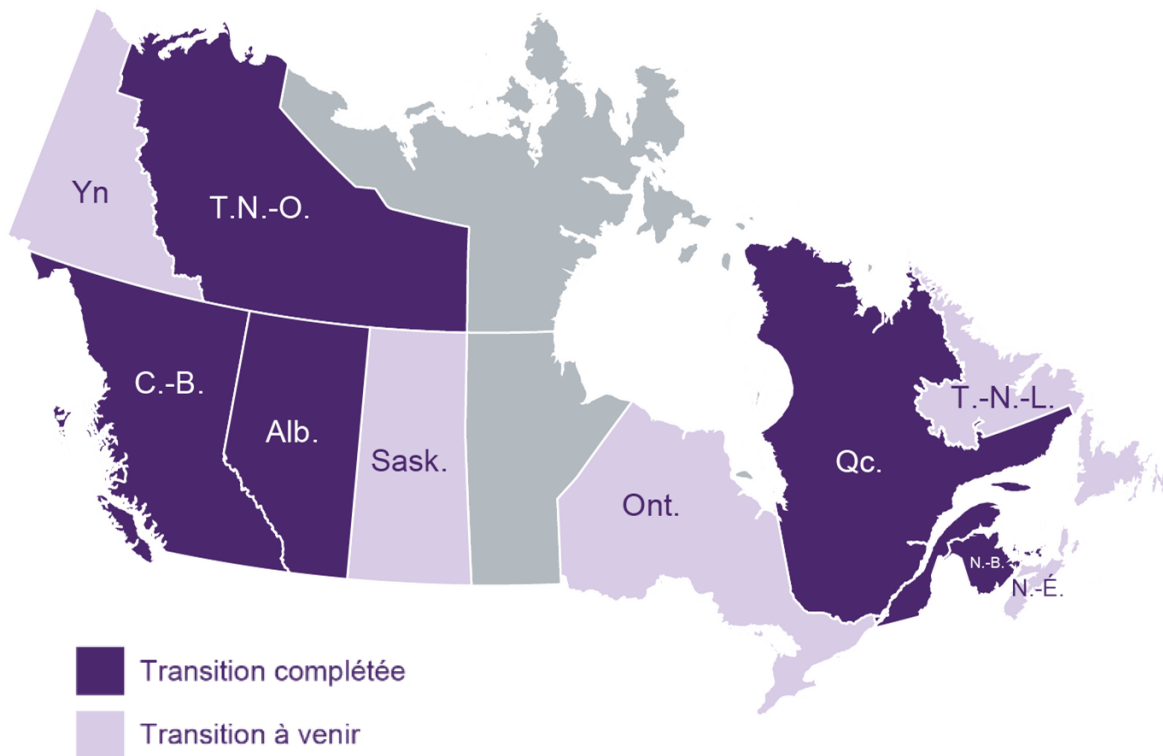 Yn
T.N.-O.
C.-B.
Alb.
Sask.
Ont.
Qc.
T.-N.-L.
N.-B.
N.-É.
Transition complétée
Transition à venir